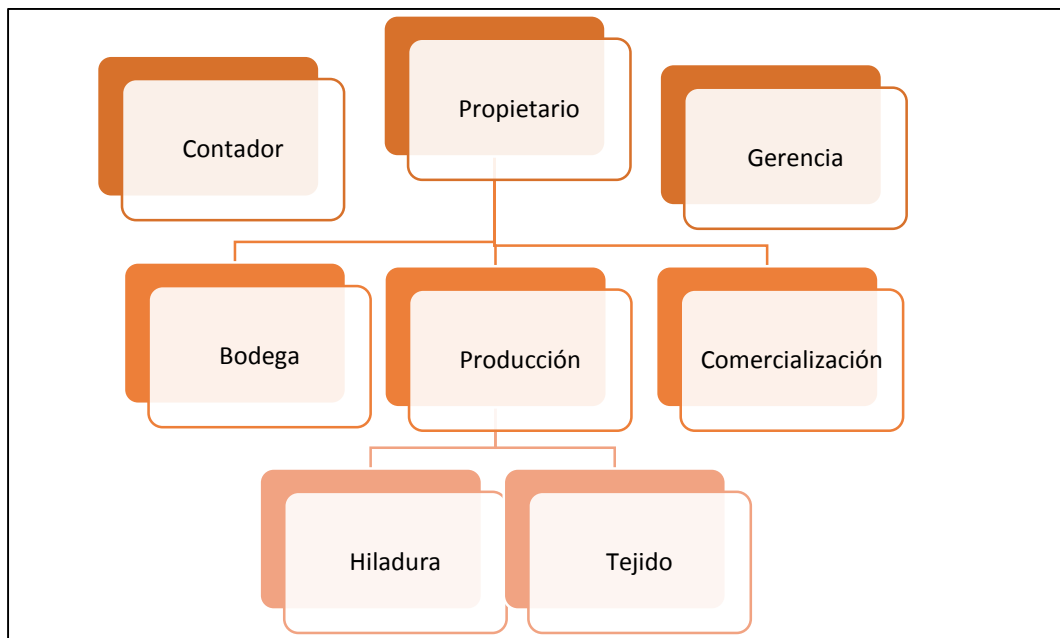 Contador
Propietario
Gerencia
Bodega
Producción
Comercialización
Hiladura
Tejido